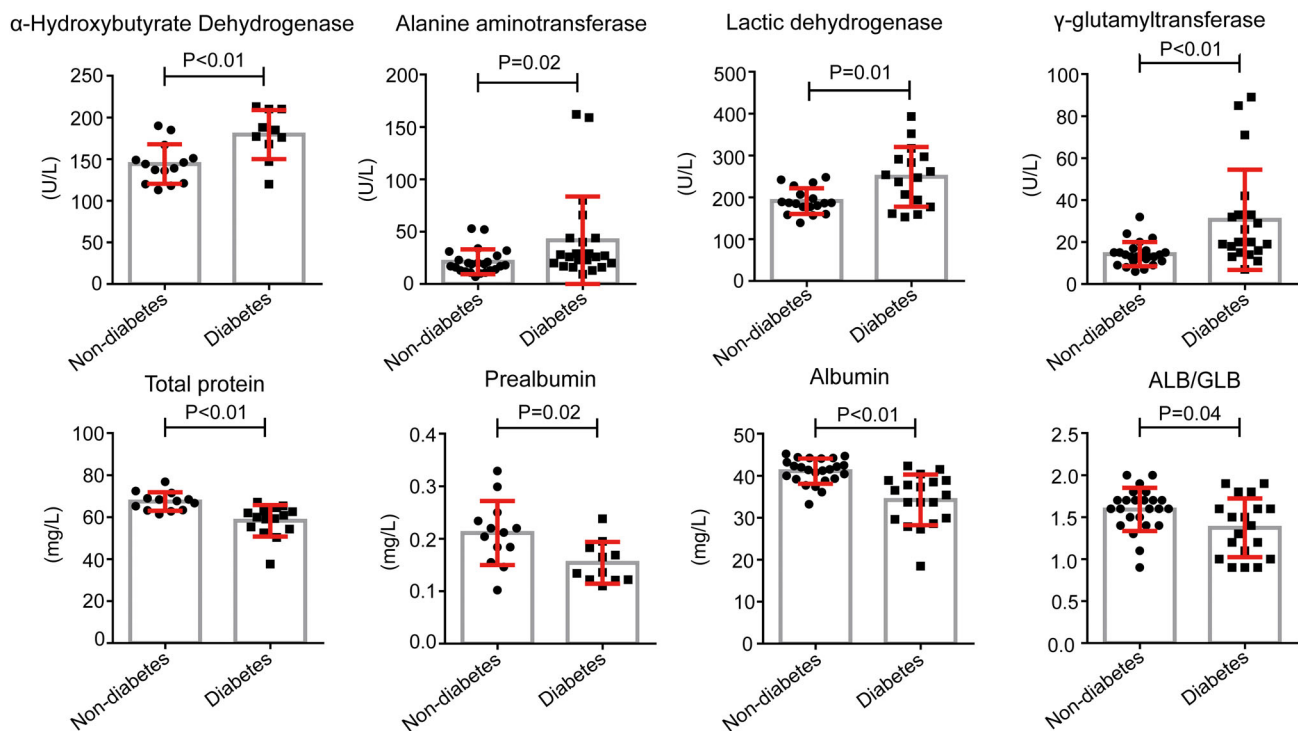 α-Hydroxybutyrate Dehydrogenase
P<0.01
250
200
150
100
50
0
(U/L)
Non-diabetes
Diabetes
Alanine aminotransferase
P=0.02
200
150
100
50
0
(U/L)
Non-diabetes
Diabetes
Lactic dehydrogenase
P=0.01
500
400
300
200
100
0
(U/L)
Non-diabetes
Diabetes
γ-glutamyltransferase
P<0.01
100
80
60
40
20
0
(U/L)
Non-diabetes
Diabetes
Total protein
P<0.01
100
80
60
40
20
0
(mg/L)
Non-diabetes
Diabetes
Prealbumin
P=0.02
0.4
0.3
0.2
0.1
0.0
(mg/L)
Non-diabetes
Diabetes
Albumin
P<0.01
50
40
30
20
10
0
(mg/L)
Non-diabetes
Diabetes
ALB/GLB
P=0.04
2.5
2.0
1.5
1.0
0.5
0.0
Non-diabetes
Diabetes